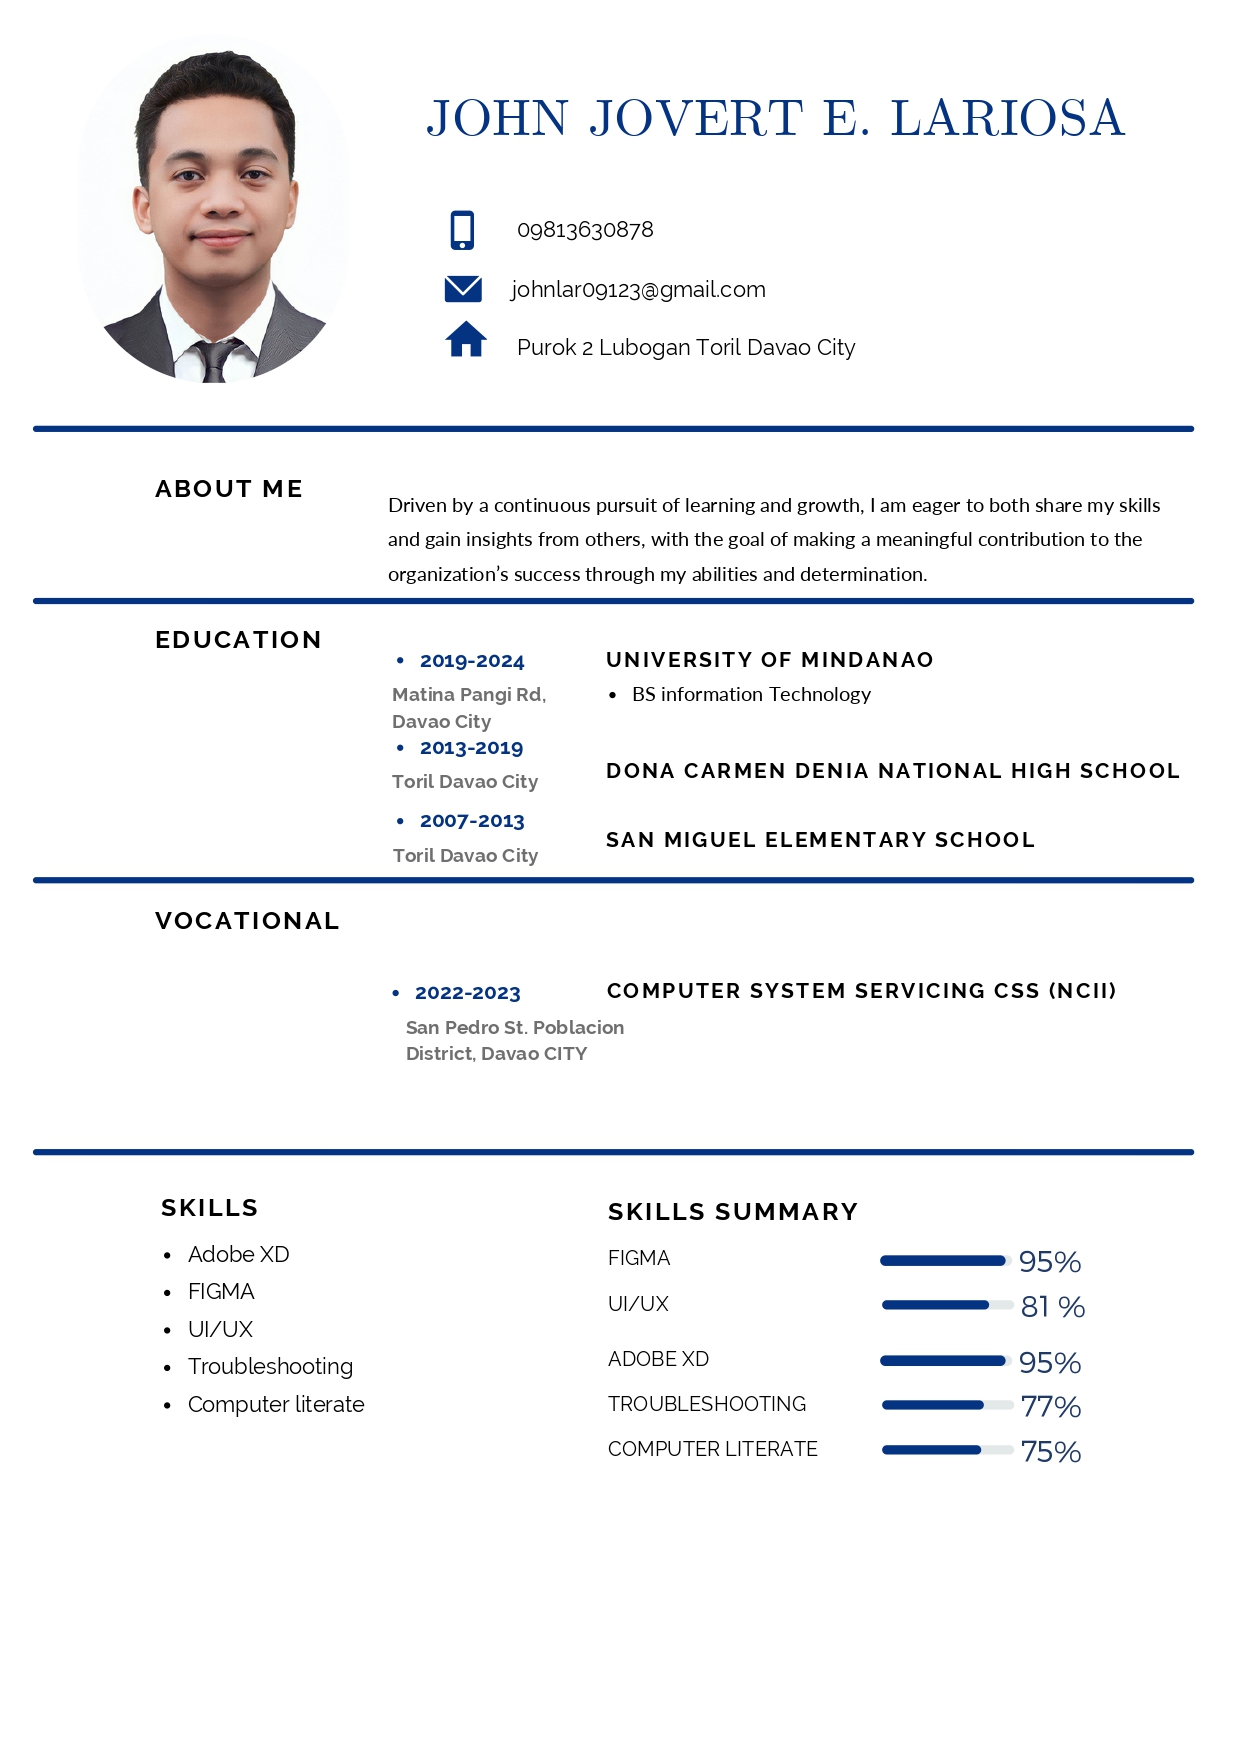 JOHN JOVERT E. LARIOSA
09813630878
johnlar09123@gmail.com
Purok 2 Lubogan Toril Davao City
ABOUT ME
Driven by a continuous pursuit of learning and growth, I am eager to both share my skills
and gain insights from others, with the goal of making a meaningful contribution to the
organization’s success through my abilities and determination.
EDUCATION
• 2019-2024
Matina Pangi Rd,
Davao City
UNIVERSITY OF MINDANAO
• BS information Technology
• 2013-2019
Toril Davao City
DONA CARMEN DENIA NATIONAL HIGH SCHOOL
• 2007-2013
Toril Davao City
SAN MIGUEL ELEMENTARY SCHOOL
VOCATIONAL
• 2022-2023
San Pedro St. Poblacion
District, Davao CITY
COMPUTER SYSTEM SERVICING CSS (NCII)
SKILLS
• Adobe XD
• FIGMA
• UI/UX
• Troubleshooting
• Computer literate
SKILLS SUMMARY
FIGMA 95%
UI/UX 81 %
ADOBE XD 95%
TROUBLESHOOTING 77%
COMPUTER LITERATE 75%